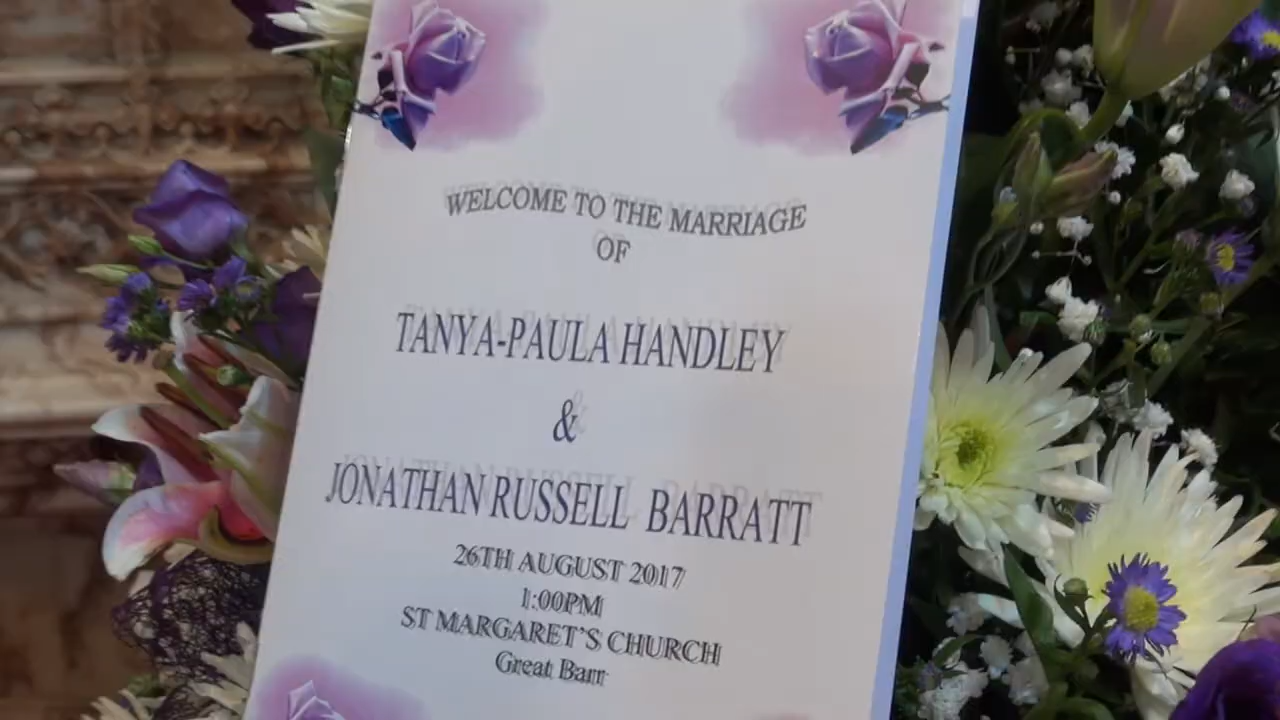 WELCOME TO THE MARRIAGE
OF
TANYA-PAULA HANDLEY
&
JONATHAN RUSSELL BARRATT
26TH AUGUST 2017
1:00PM
ST MARGARET'S CHURCH
Great Barr